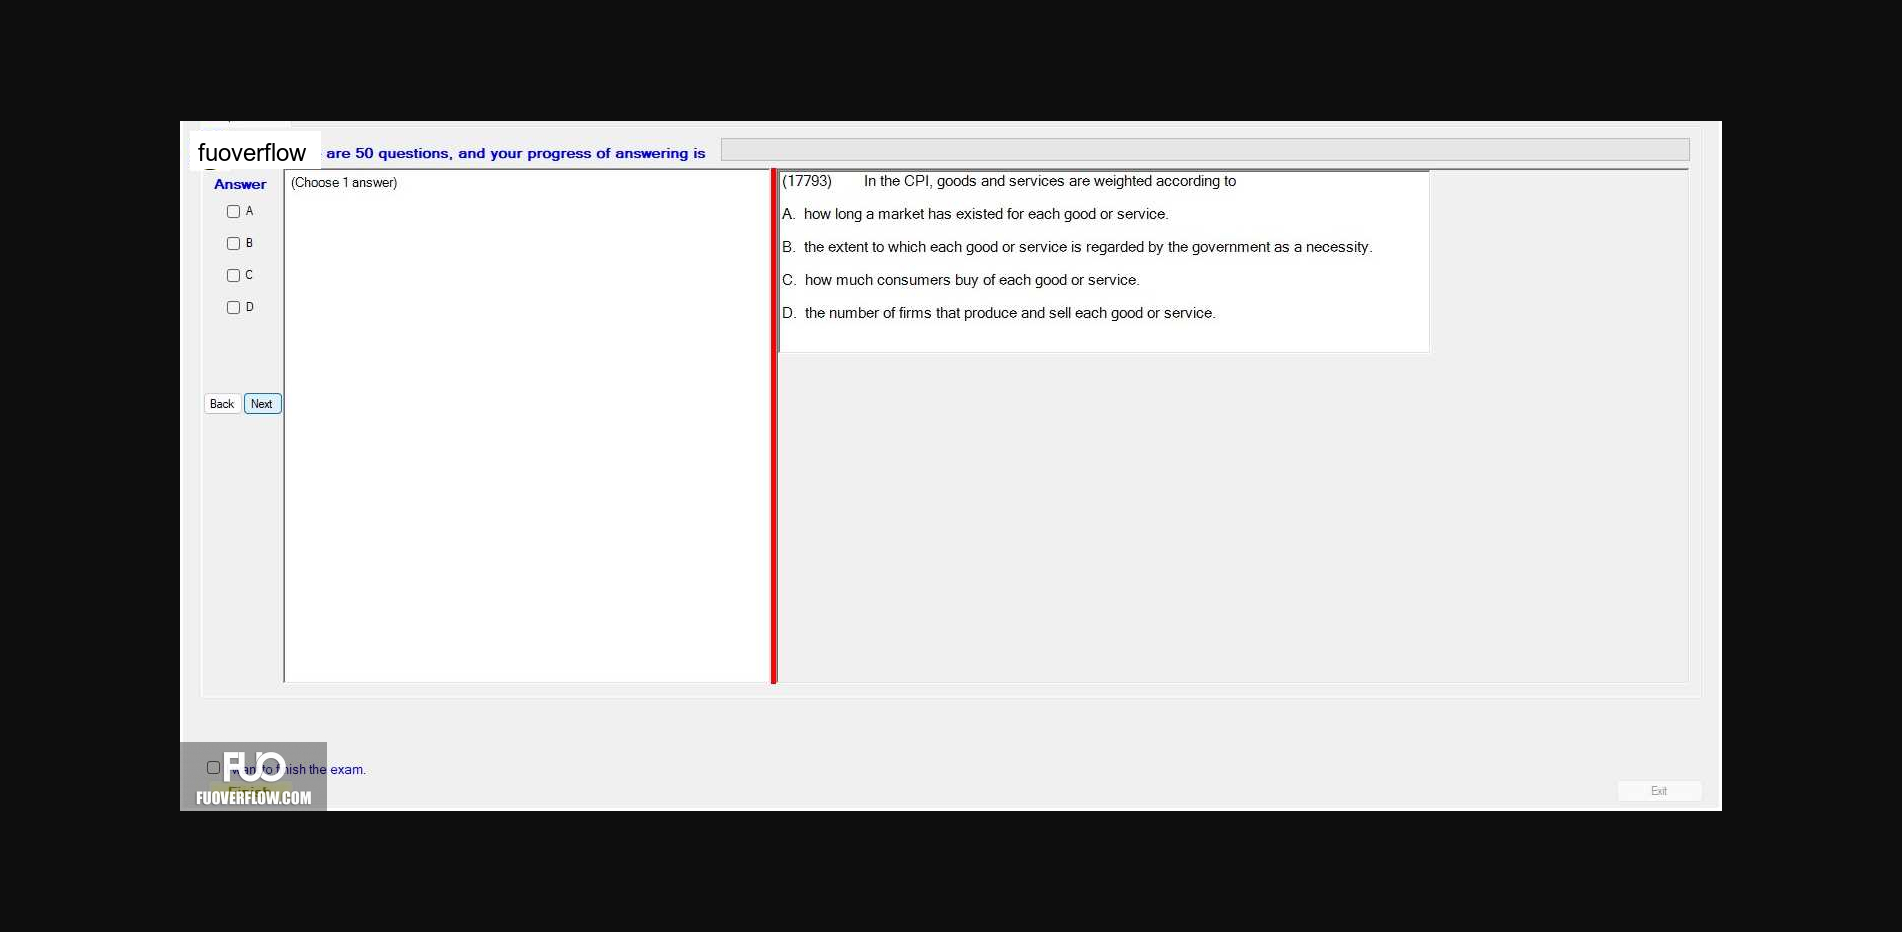 fuoverflow are 50 questions, and your progress of answering is
Answer
(Choose 1 answer)
A
B
C
D
Back Next
(17793) In the CPI, goods and services are weighted according to
A. how long a market has existed for each good or service.
B. the extent to which each good or service is regarded by the government as a necessity.
C. how much consumers buy of each good or service.
D. the number of firms that produce and sell each good or service.
FUO
want to finish the exam.
Finish
FUOVERFLOW.COM
Exit